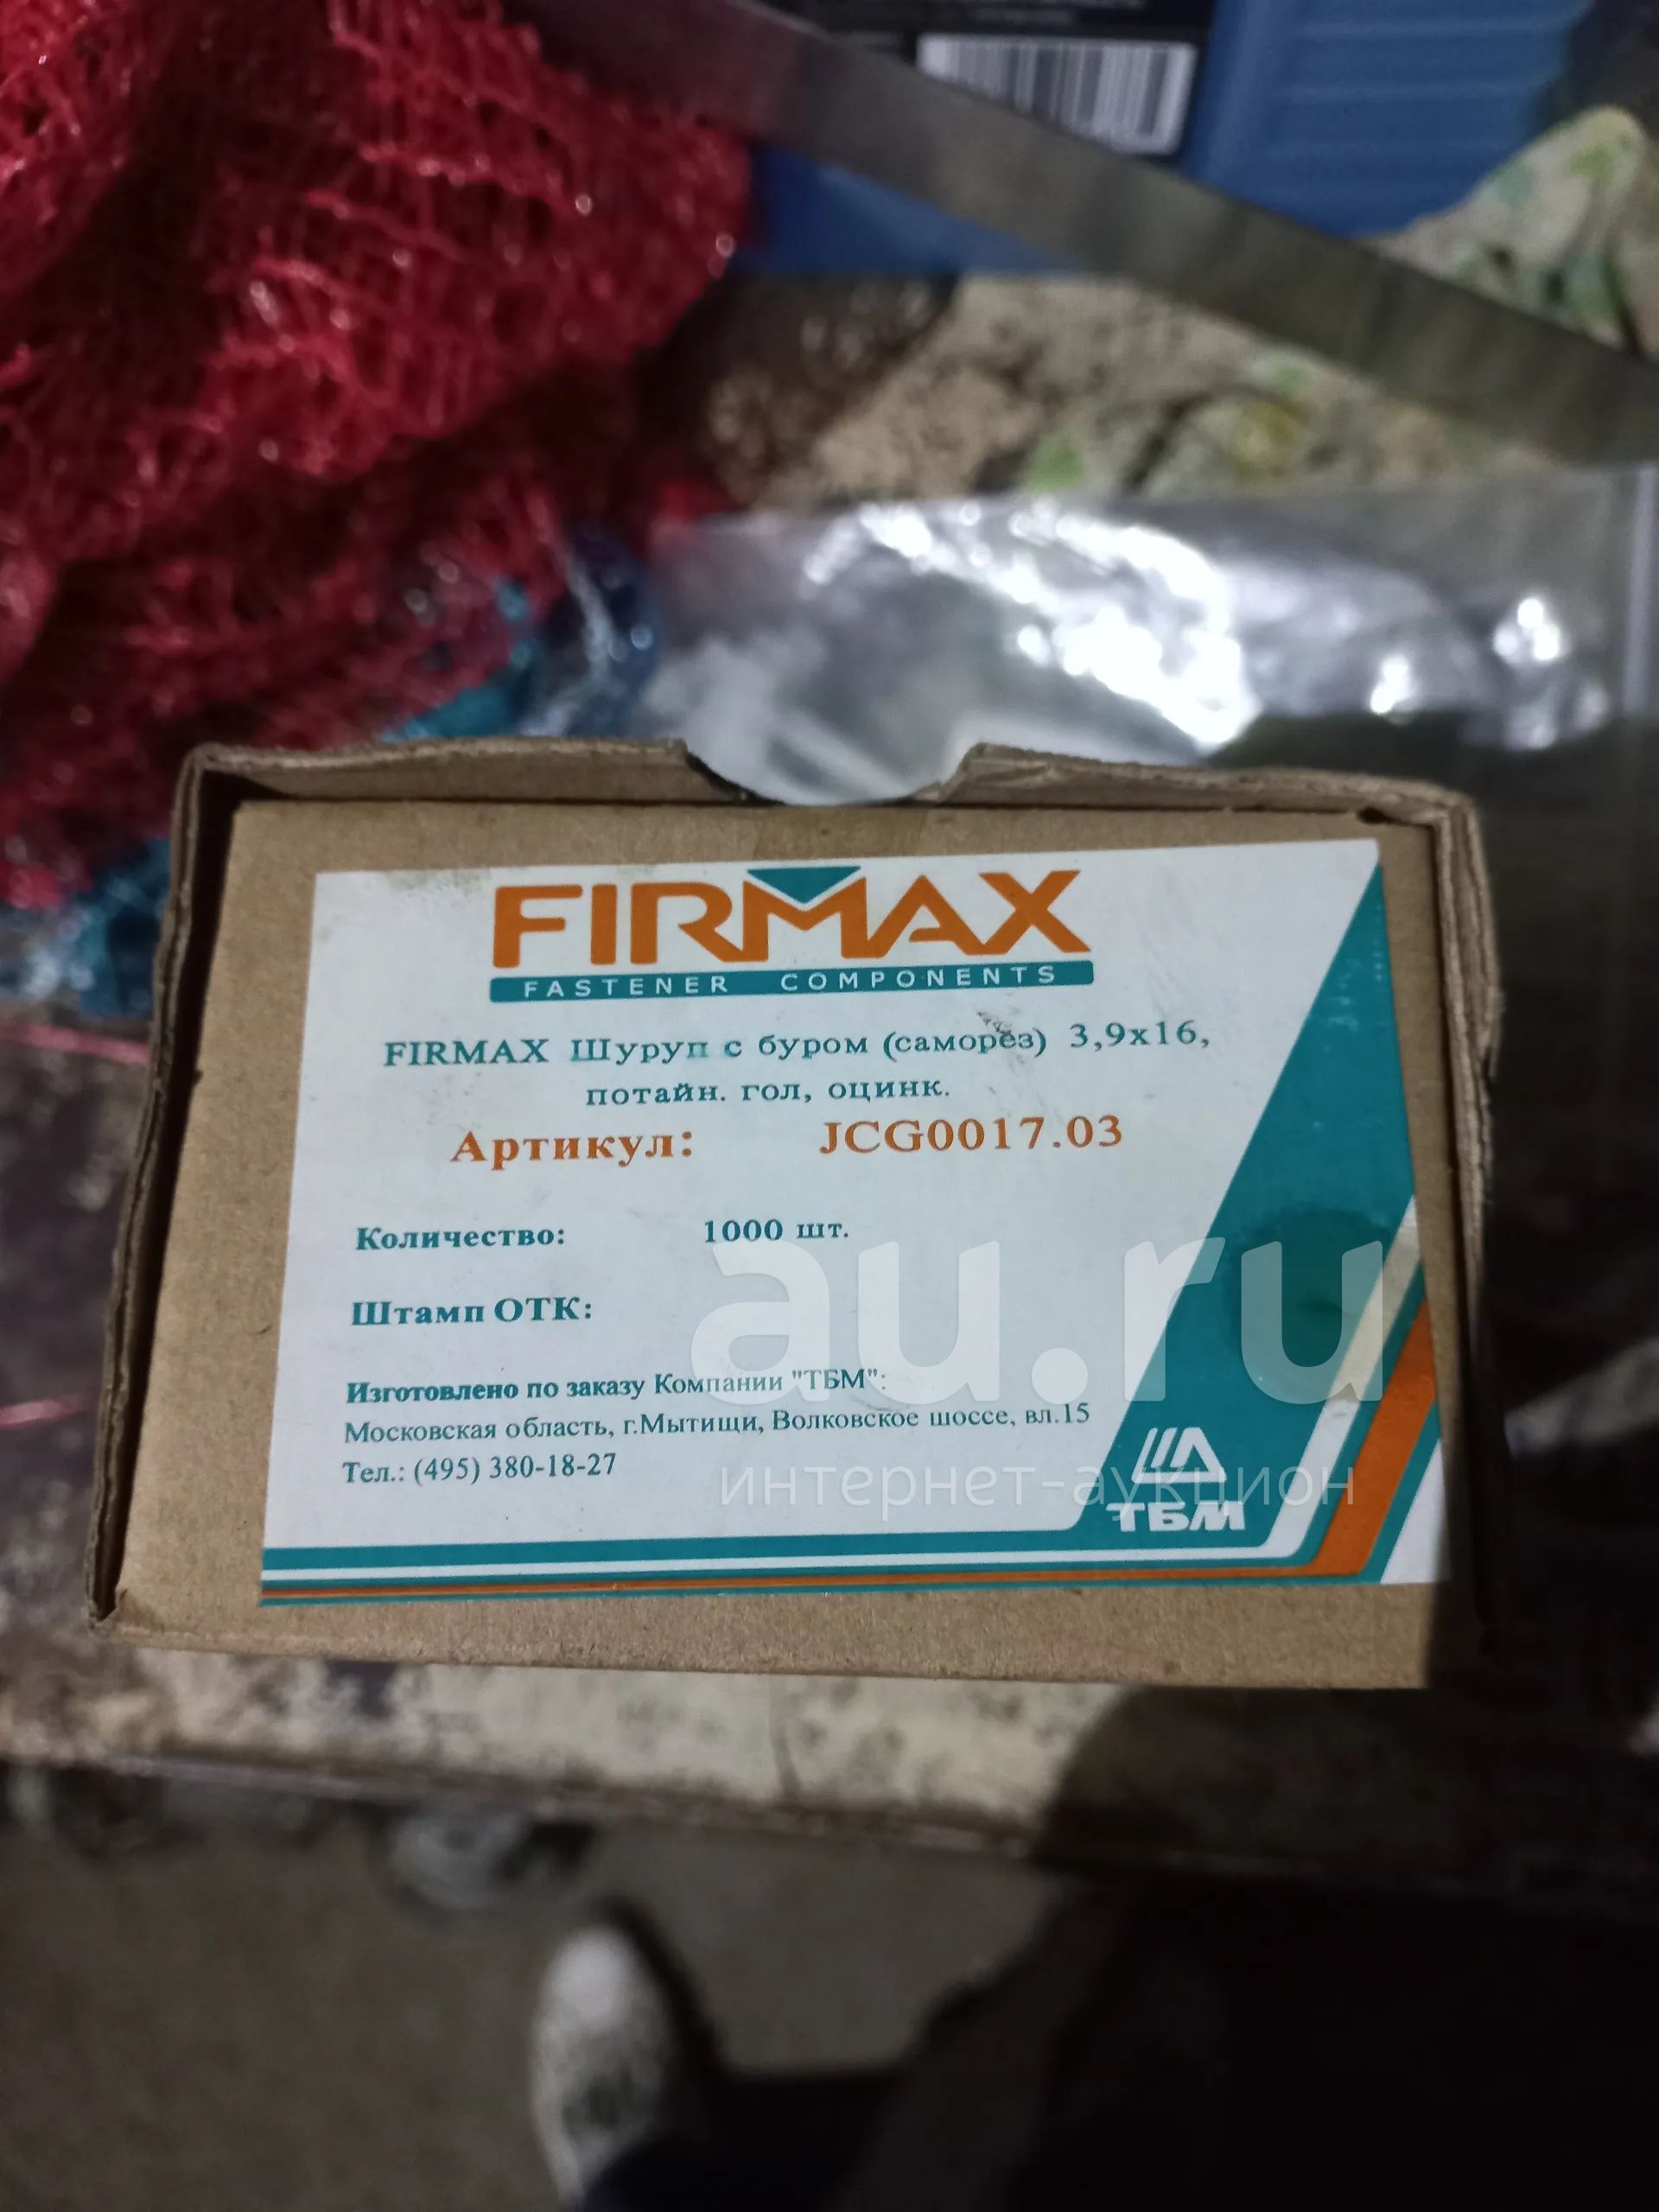 FIRMAX
FASTENER COMPONENTS
FIRMAX Шуруп с буром (саморез) 3,9х16,
потайн. гол, оцинк.
Артикул: JCG0017.03
Количество: 1000 шт.
Штамп ОТК:
Изготовлено по заказу Компании "ТБМ":
Московская область, г.Мытищи, Волковское шоссе, вл.15
Тел.: (495) 380-18-27
ТБМ
au.ru
интернет-аукцион